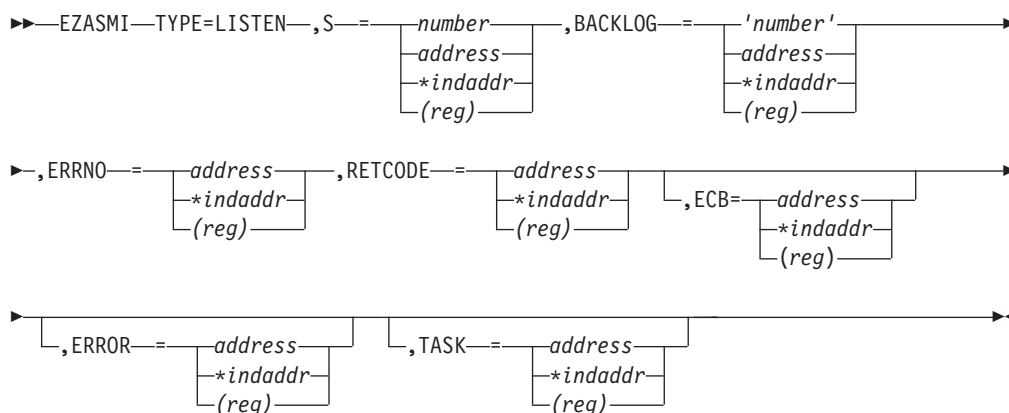 EZASMI TYPE=LISTEN ,S = number ,BACKLOG = 'number'
address address
*indaddr *indaddr
(reg) (reg)
,ERRNO = address ,RETCODE = address
,ECB= address
*indaddr *indaddr *indaddr
(reg) (reg) (reg)
,ERROR = address ,TASK = address
*indaddr *indaddr
(reg) (reg)